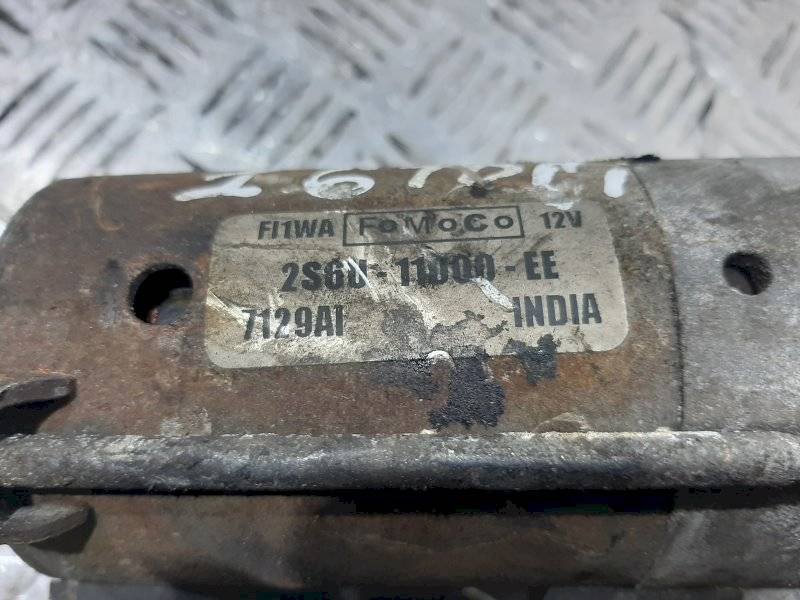 FI1WA FoMoCo 12V
2S6U-11000-EE
7129AI INDIA